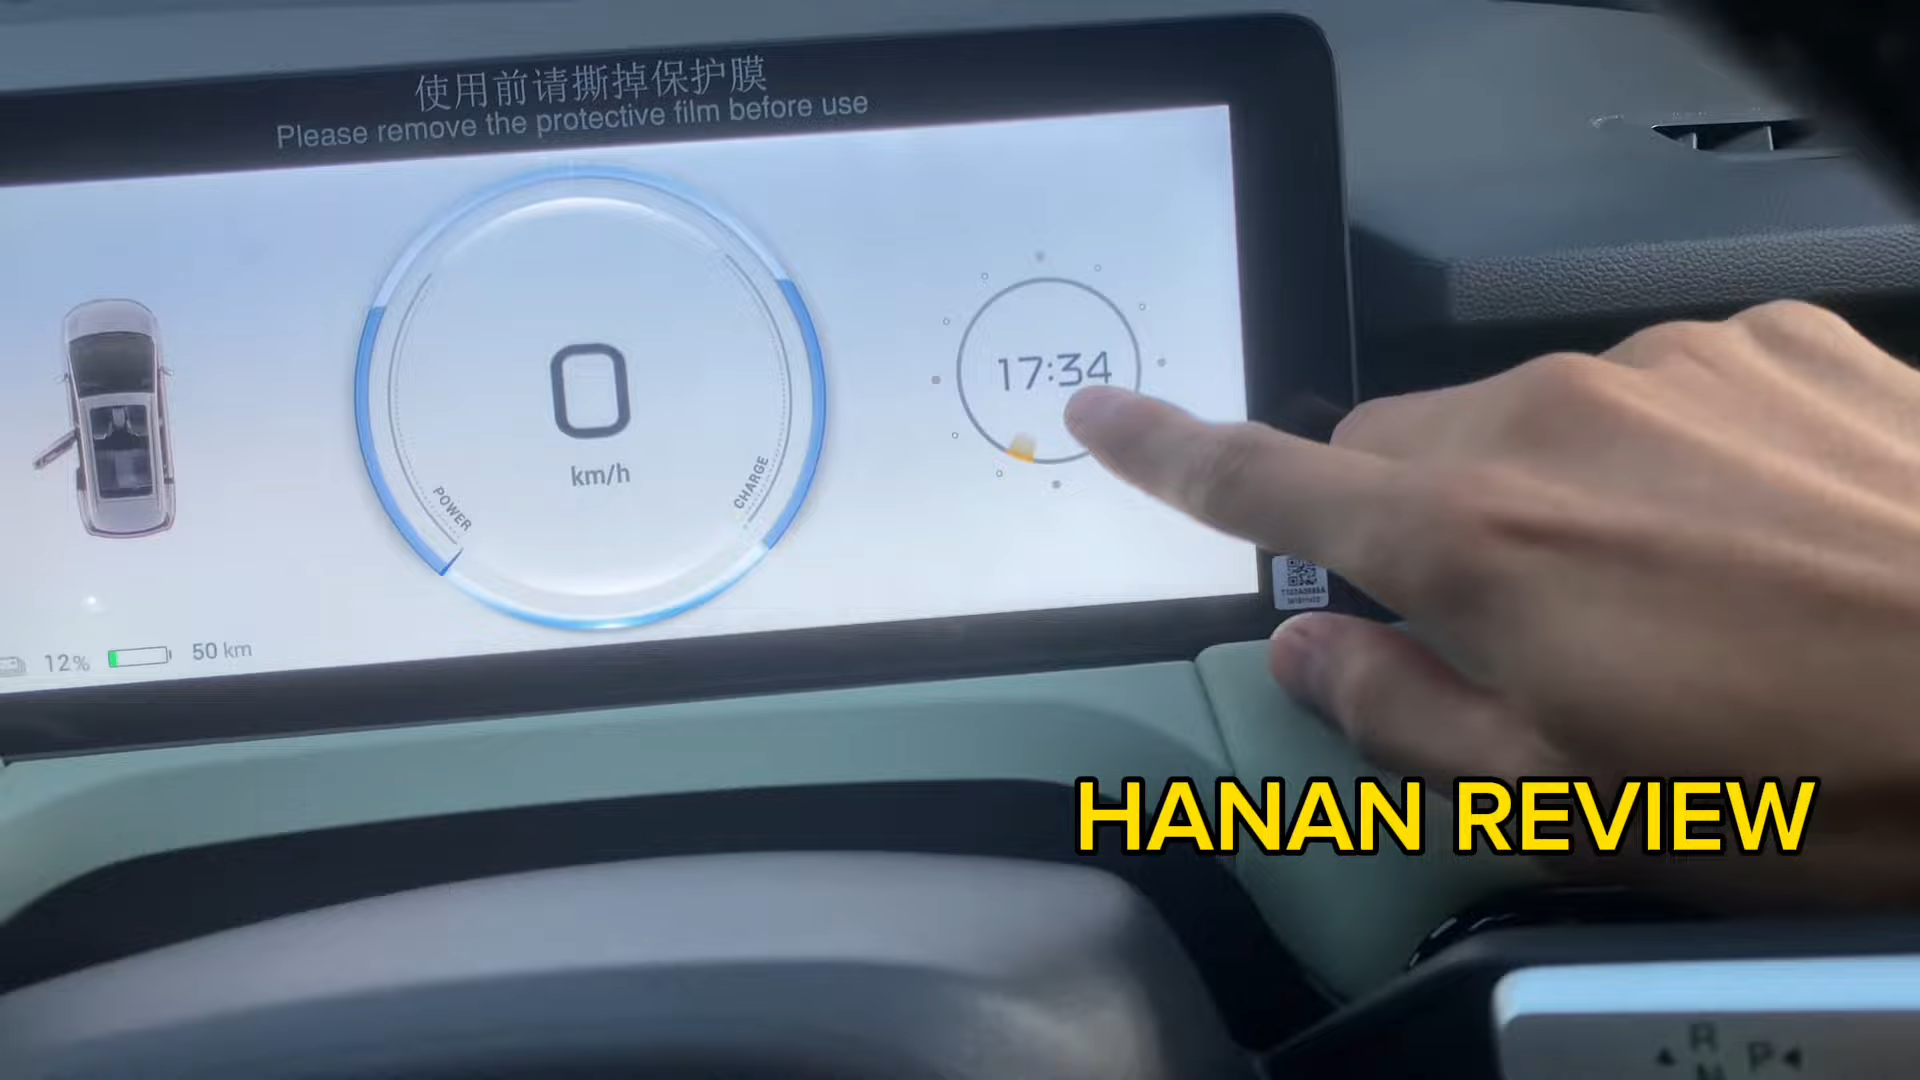 使用前请撕掉保护膜
Please remove the protective film before use
0
km/h
POWER
CHARGE
17:34
12%
50 km
HANAN REVIEW
R
P